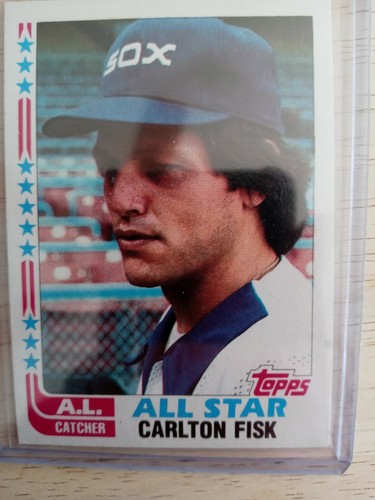 SOX
Topps
A.L.
CATCHER
ALL STAR
CARLTON FISK